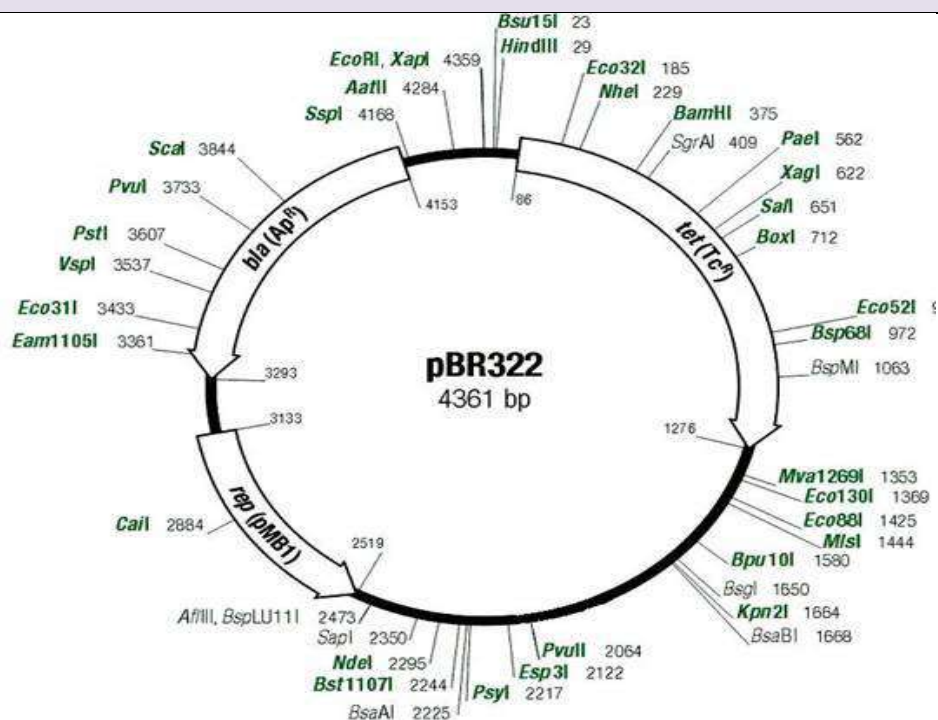 Bsu15I 23
HindIII 29
EcoRI, XapI 4359
AatII 4284
SspI 4168
Eco32I 185
NheI 229
BamHI 375
SgrAI 409
PaeI 562
XagI 622
SalI 651
BoxI 712
ScaI 3844
PvuI 3733
PstI 3607
VspI 3537
Eco31I 3433
Eam1105I 3361
4153
86
bla (ApR)
tet (TcR)
Eco52I 9
Bsp68I 972
BspMI 1063
pBR322
4361 bp
3293
3133
1276
Mva1269I 1353
Eco130I 1369
Eco88I 1425
MlsI 1444
Bpu10I 1580
BsgI 1650
Kpn2I 1664
BsaBI 1668
CaiI 2884
rep (pMB1)
2519
AflIII, BspLU11I 2473
SapI 2350
NdeI 2295
Bst1107I 2244
BsaAI 2225
PsyI 2217
Esp3I 2122
PvuII 2064